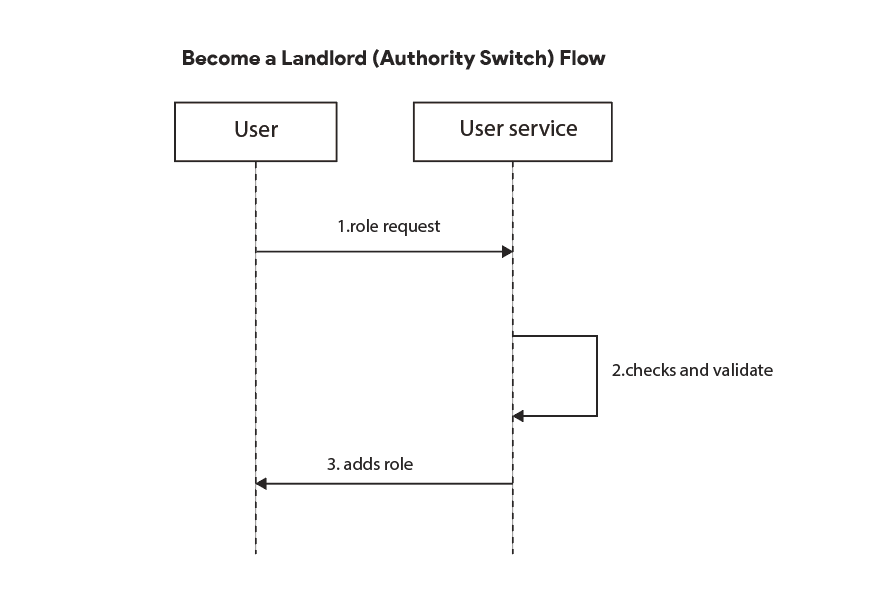 Become a Landlord (Authority Switch) Flow
User
User service
1.role request
2.checks and validate
3. adds role